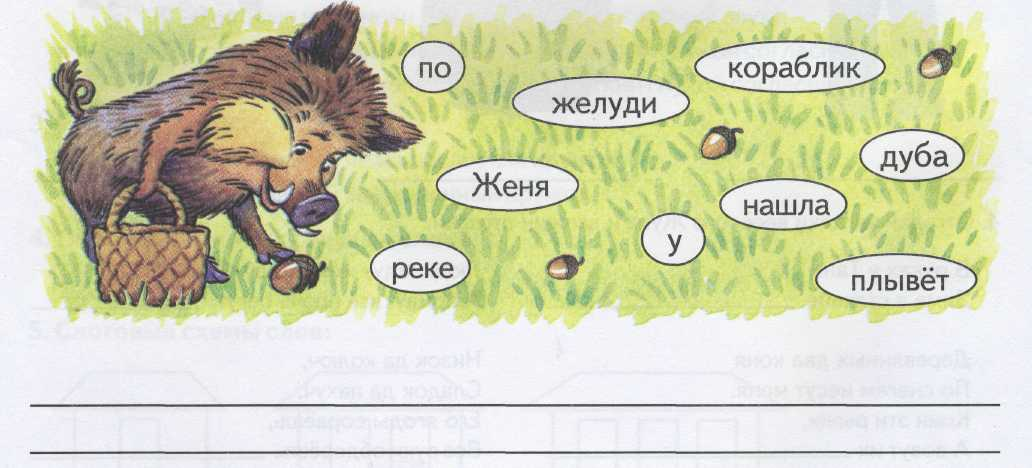 по
кораблик
желуди
дуба
Женя
нашла
у
реке
плывёт